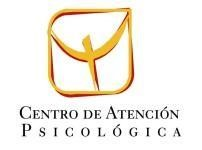 CENTRO DE ATENCIÓN
PSICOLÓGICA